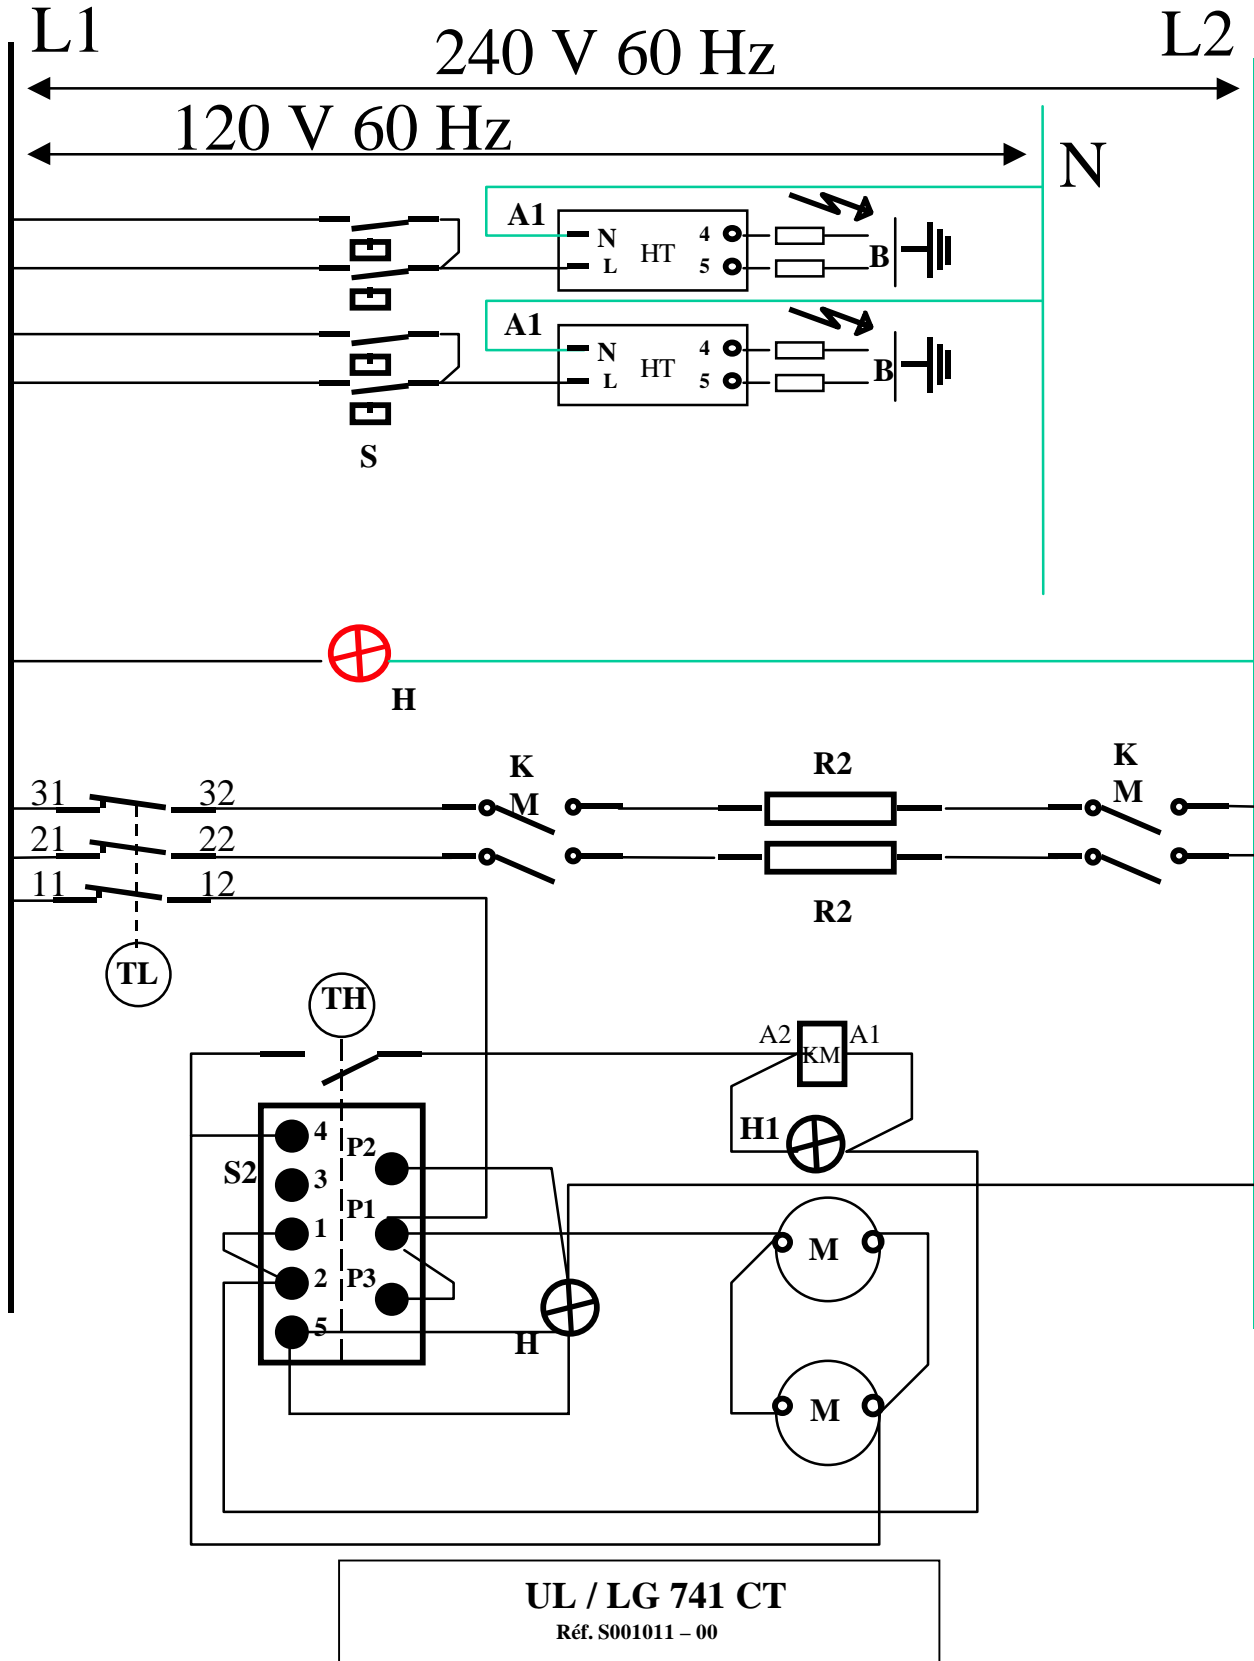 L1
L2
240 V 60 Hz
120 V 60 Hz
N
A1
N
HT
4
L
5
B
A1
N
HT
4
L
5
B
S
H
K
M
R2
K
M
31
32
21
22
11
12
R2
TL
TH
A2
KM
A1
H1
4
P2
S2
3
P1
1
M
2
P3
5
H
M
UL / LG 741 CT
Réf. S001011 – 00